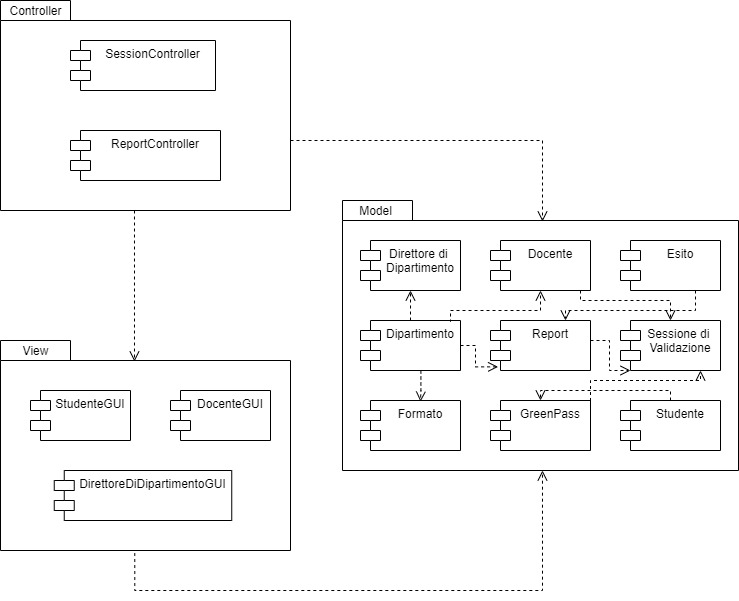 Controller
SessionController
ReportController
Model
Direttore di
Dipartimento
Docente
Esito
Dipartimento
Report
Sessione di
Validazione
Formato
GreenPass
Studente
View
StudenteGUI
DocenteGUI
DirettoreDiDipartimentoGUI